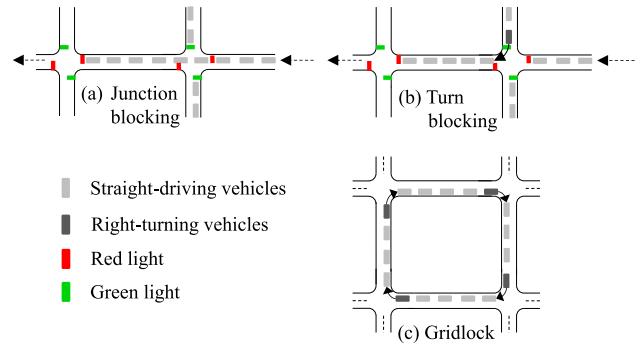 (a) Junction
blocking
(b) Turn
blocking
Straight-driving vehicles
Right-turning vehicles
Red light
Green light
(c) Gridlock